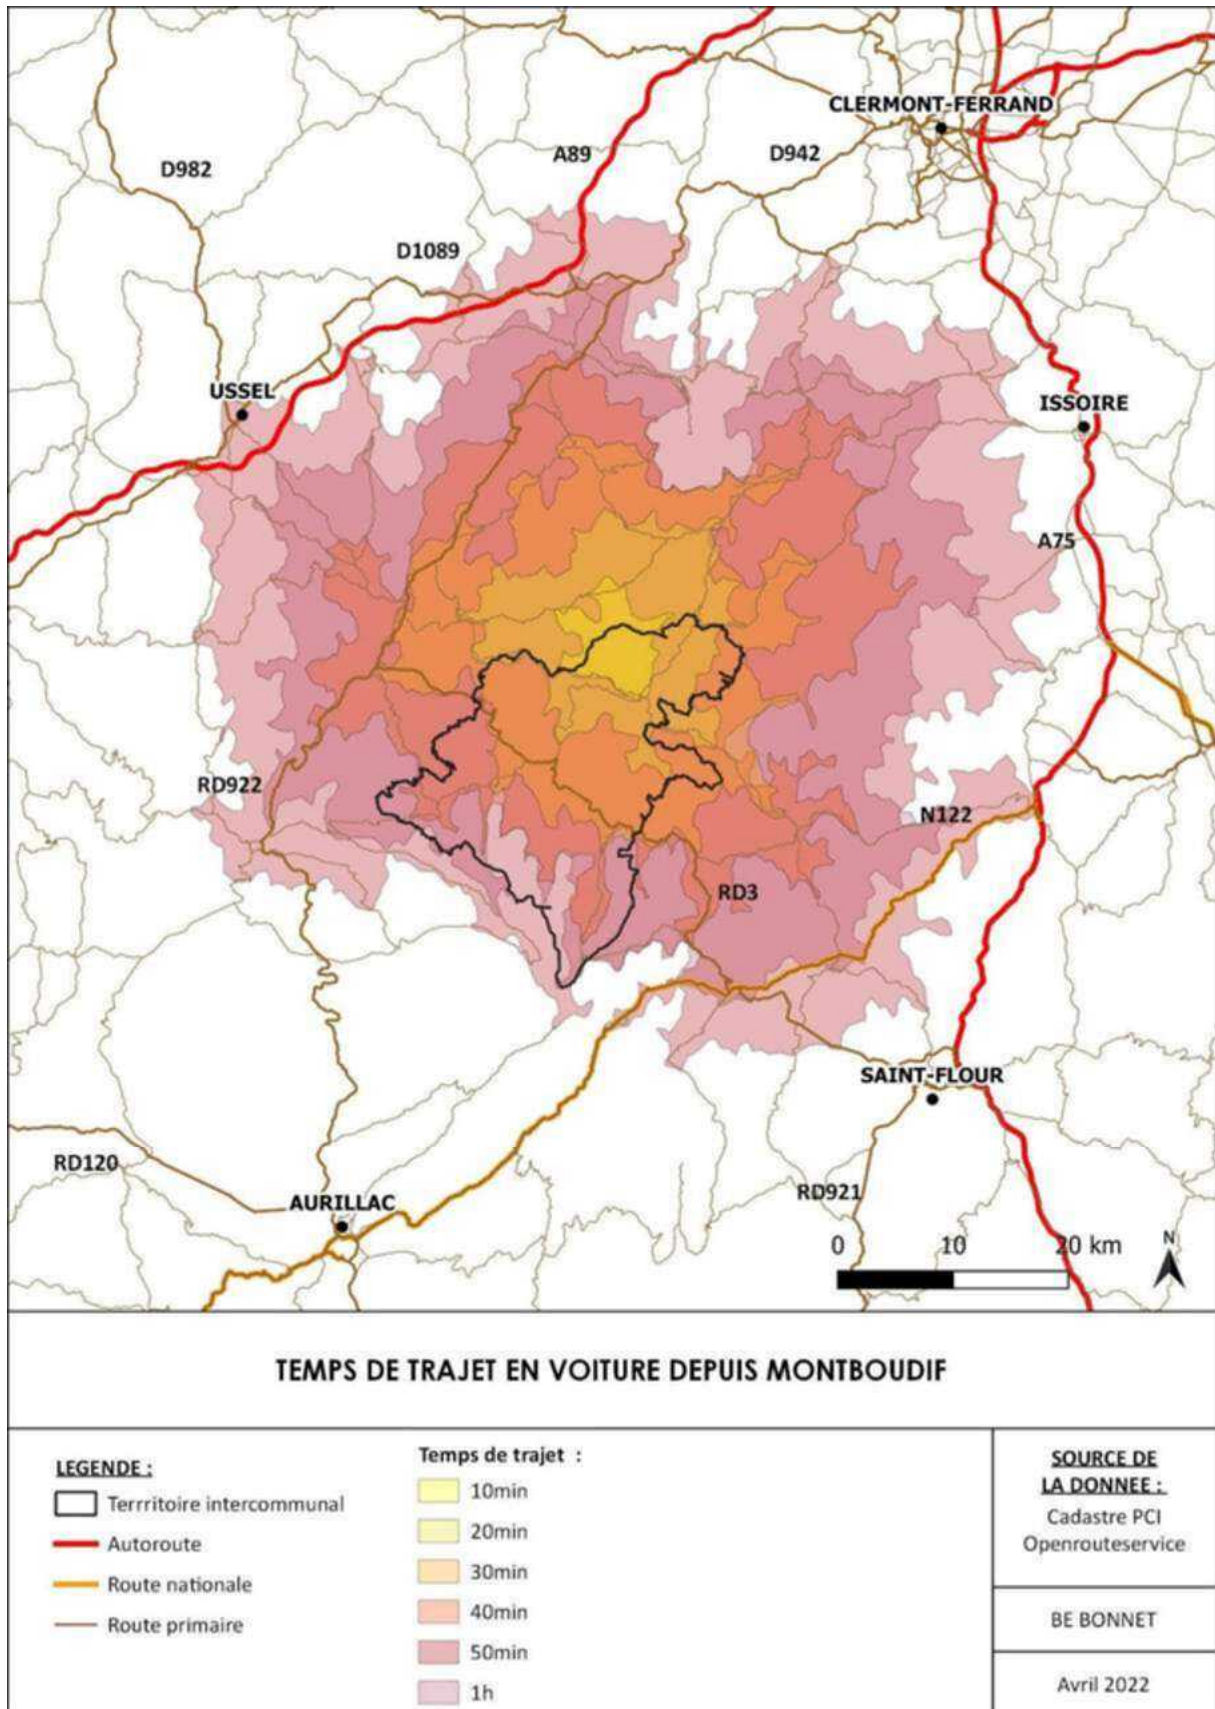 CLERMONT-FERRAND
D982
A89
D942
D1089
USSEL
ISSOIRE
A75
RD922
N122
RD3
SAINT-FLOUR
RD120
AURILLAC
RD921
0 10 20 km
N
TEMPS DE TRAJET EN VOITURE DEPUIS MONTBOUDIF
LEGENDE :
Terrritoire intercommunal
Autoroute
Route nationale
Route primaire
Temps de trajet :
10min
20min
30min
40min
50min
1h
SOURCE DE
LA DONNEE :
Cadastre PCI
Openrouteservice
BE BONNET
Avril 2022